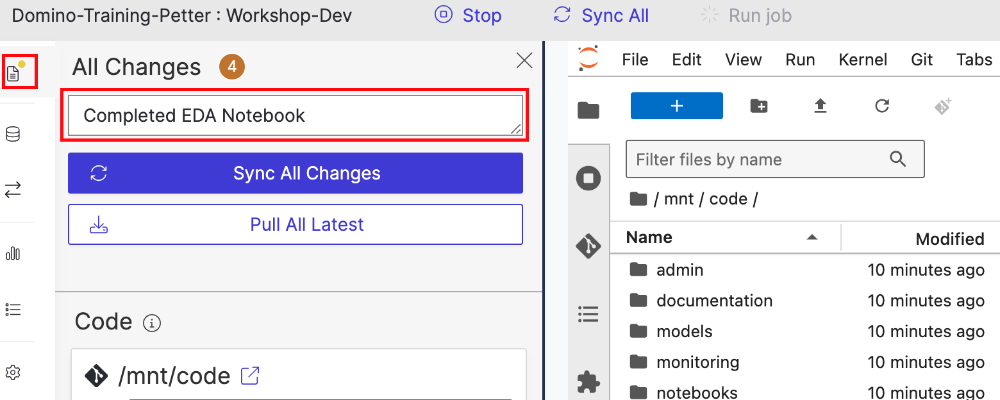 Domino-Training-Petter : Workshop-Dev Stop Sync All Run job
All Changes 4
Completed EDA Notebook
Sync All Changes
Pull All Latest
Code
/mnt/code
File Edit View Run Kernel Git Tabs
+
Filter files by name
/ mnt / code /
Name Modified
admin 10 minutes ago
documentation 10 minutes ago
models 10 minutes ago
monitoring 10 minutes ago
notebooks 10 minutes ago